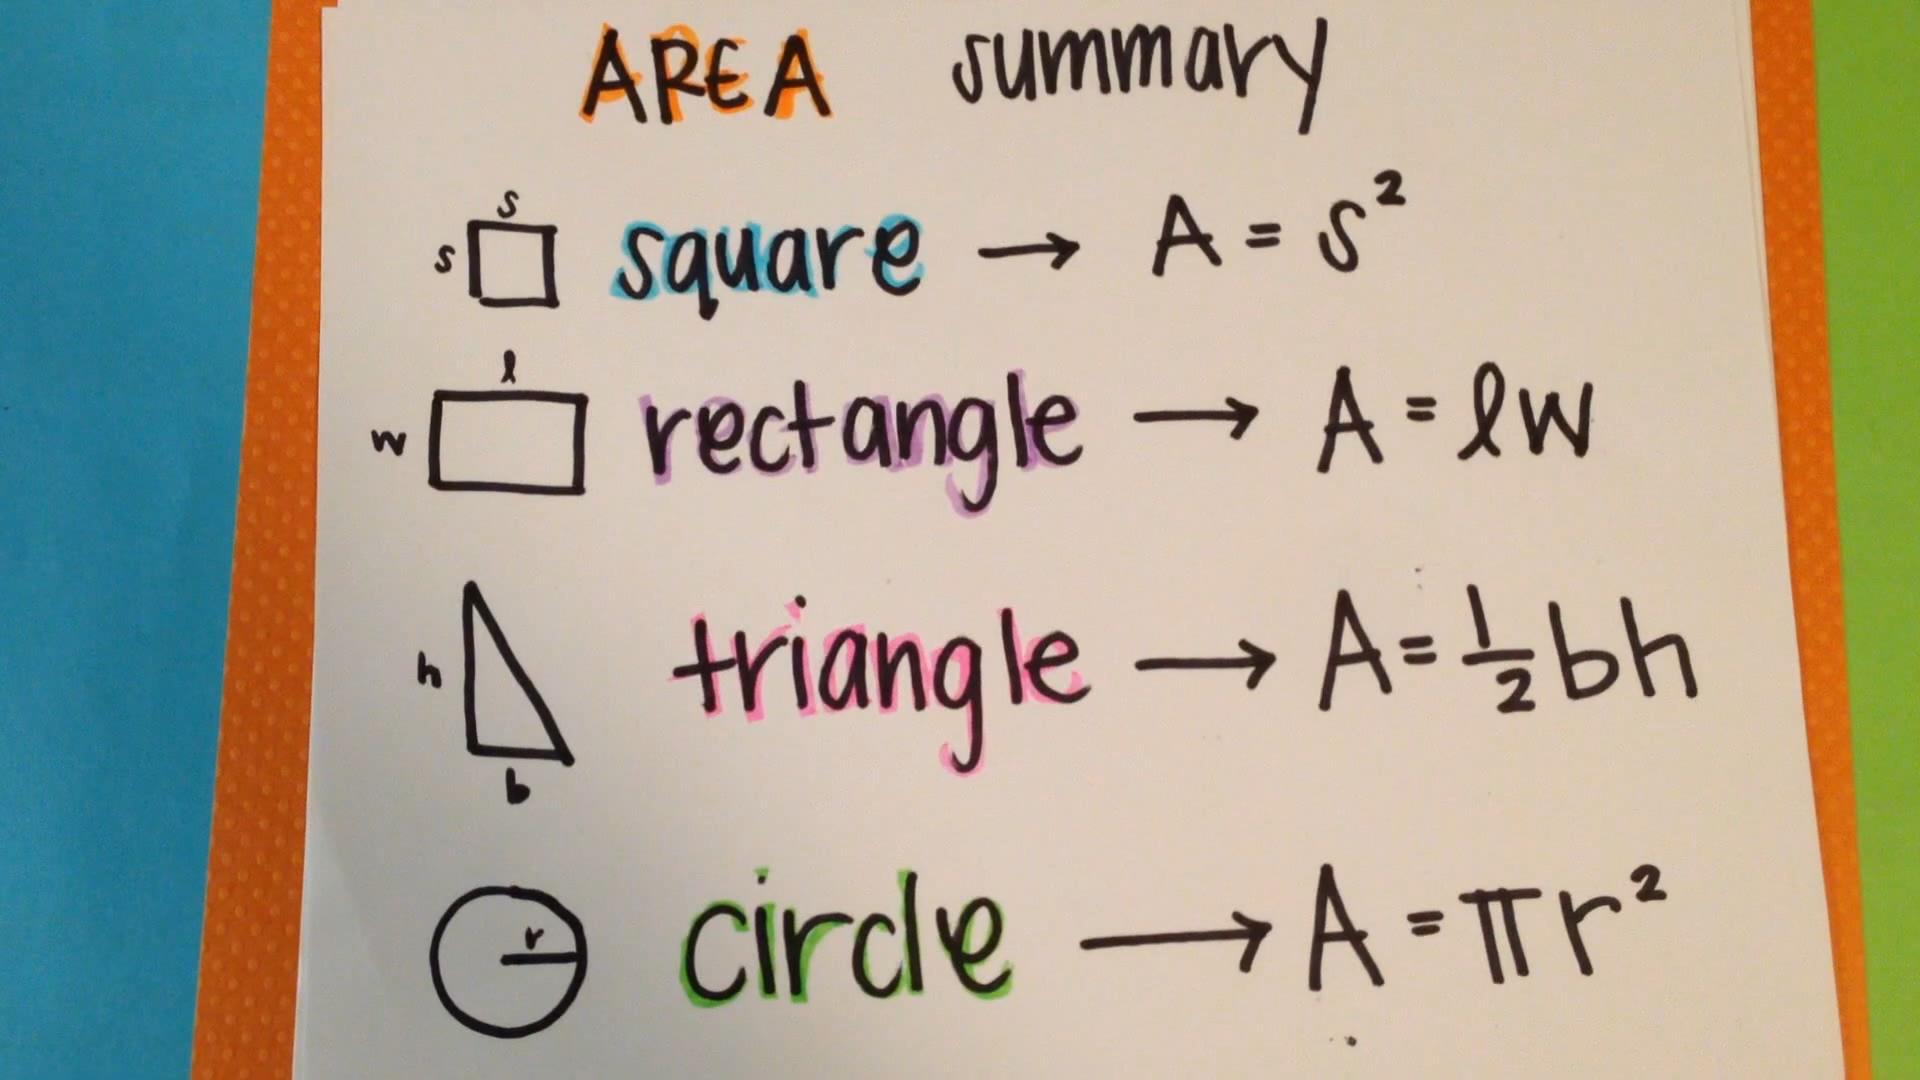 AREA summary
s
s square → A = s²
l
w rectangle → A = lw
h triangle → A = ½bh
b
r circle → A = πr²